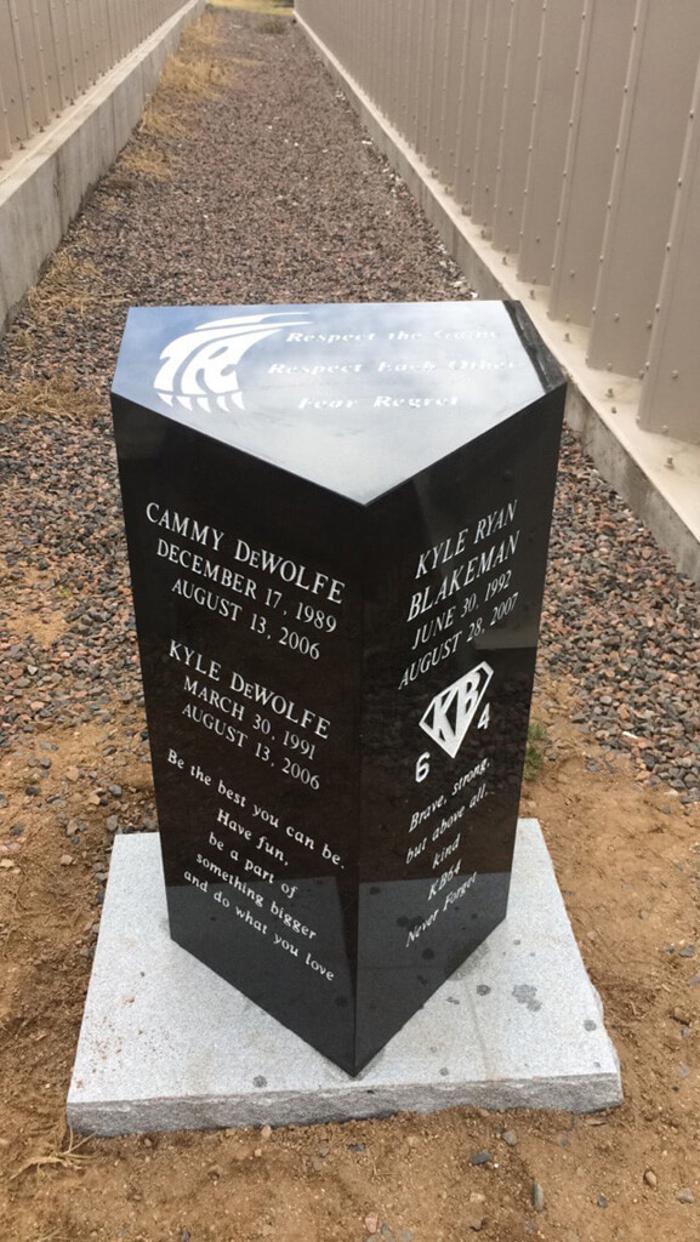 TR
Respect the Game
Respect Each Other
Fear Regret
CAMMY DEWOLFE
DECEMBER 17, 1989
AUGUST 13, 2006
KYLE DEWOLFE
MARCH 30, 1991
AUGUST 13, 2006
Be the best you can be.
Have fun,
be a part of
something bigger
and do what you love
KYLE RYAN
BLAKEMAN
JUNE 30, 1992
AUGUST 28, 2007
KB
6 4
Brave, strong,
but above all,
kind
KB64
Never Forget